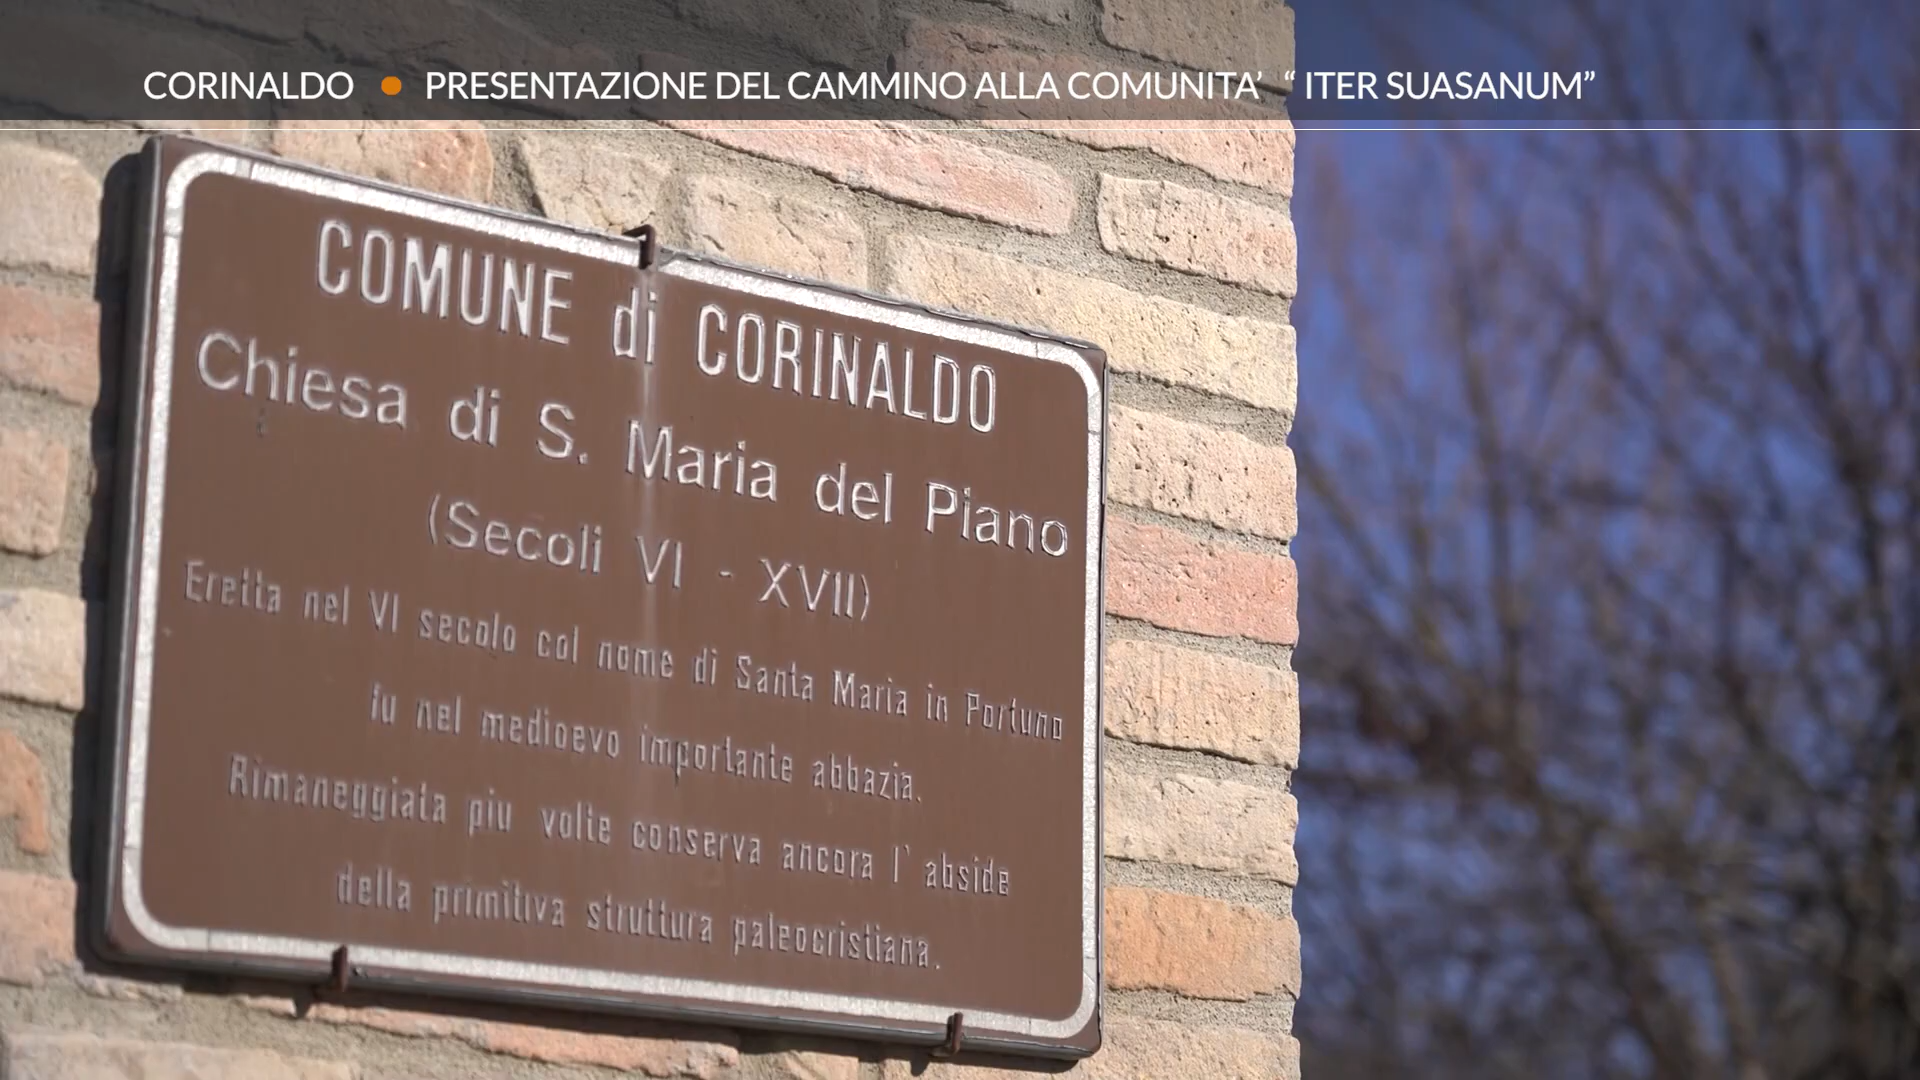 CORINALDO • PRESENTAZIONE DEL CAMMINO ALLA COMUNITA’ “ ITER SUASANUM”
COMUNE di CORINALDO
Chiesa di S. Maria del Piano
(Secoli VI - XVII)
Eretta nel VI secolo col nome di Santa Maria in Portuno
fu nel medioevo importante abbazia.
Rimaneggiata piu volte conserva ancora l' abside
della primitiva struttura paleocristiana.